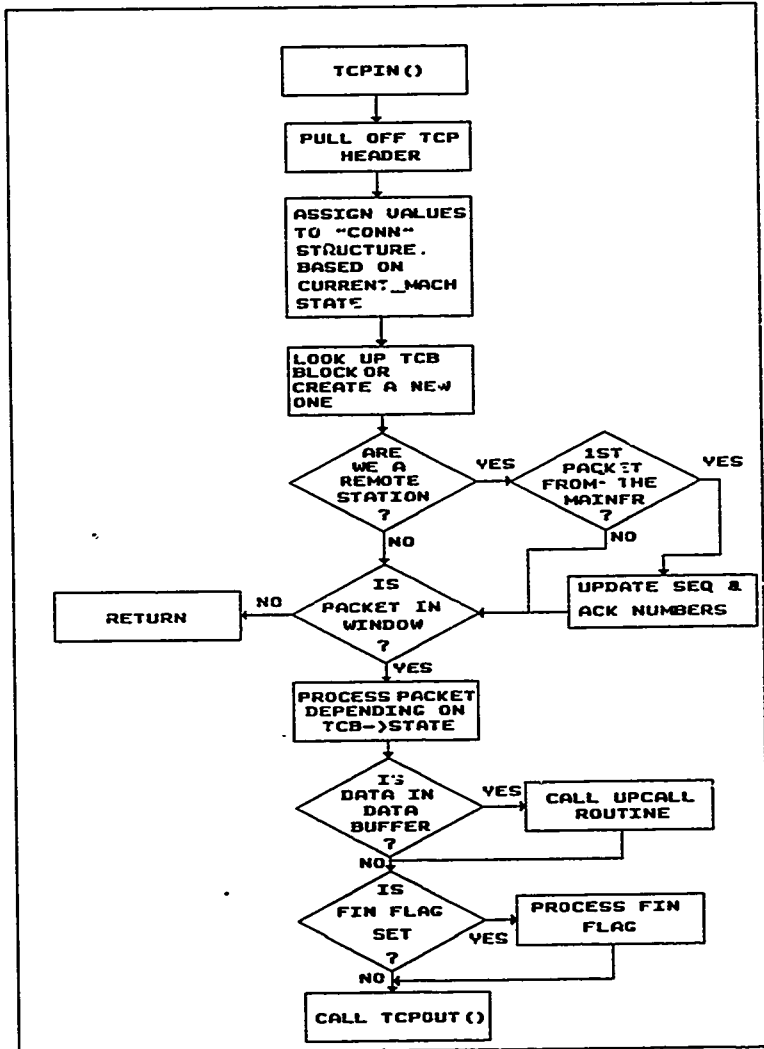 TCPIN()
PULL OFF TCP
HEADER
ASSIGN VALUES
TO "CONN"
STRUCTURE.
BASED ON
CURRENT_MACH
STATE
LOOK UP TCB
BLOCK OR
CREATE A NEW
ONE
ARE
WE A
REMOTE
STATION
?
YES
NO
1ST
PACKET
FROM THE
MAINFR
?
YES
NO
UPDATE SEQ &
ACK NUMBERS
IS
PACKET IN
WINDOW
?
NO
RETURN
YES
PROCESS PACKET
DEPENDING ON
TCB->STATE
IS
DATA IN
DATA
BUFFER
?
YES
CALL UPCALL
ROUTINE
NO
IS
FIN FLAG
SET
?
YES
PROCESS FIN
FLAG
NO
CALL TCPOUT()